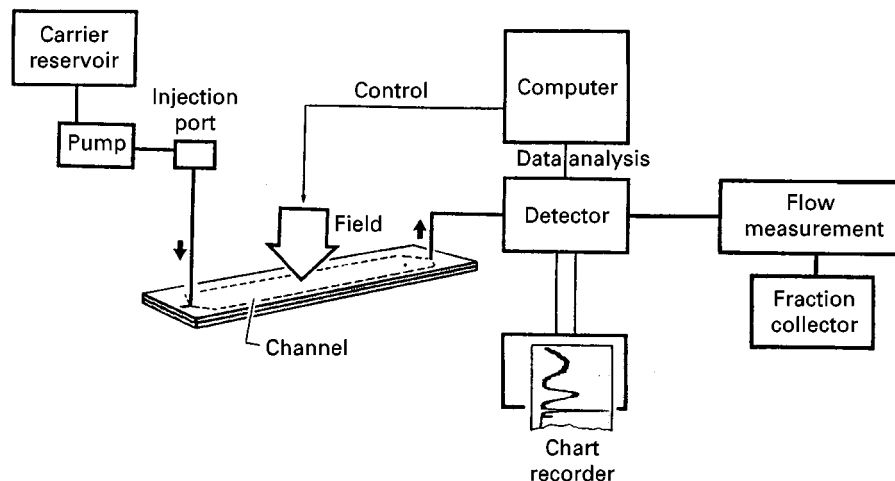 Carrier
reservoir
Injection
port
Pump
Control
Computer
Data analysis
Field
Detector
Flow
measurement
Channel
Fraction
collector
Chart
recorder